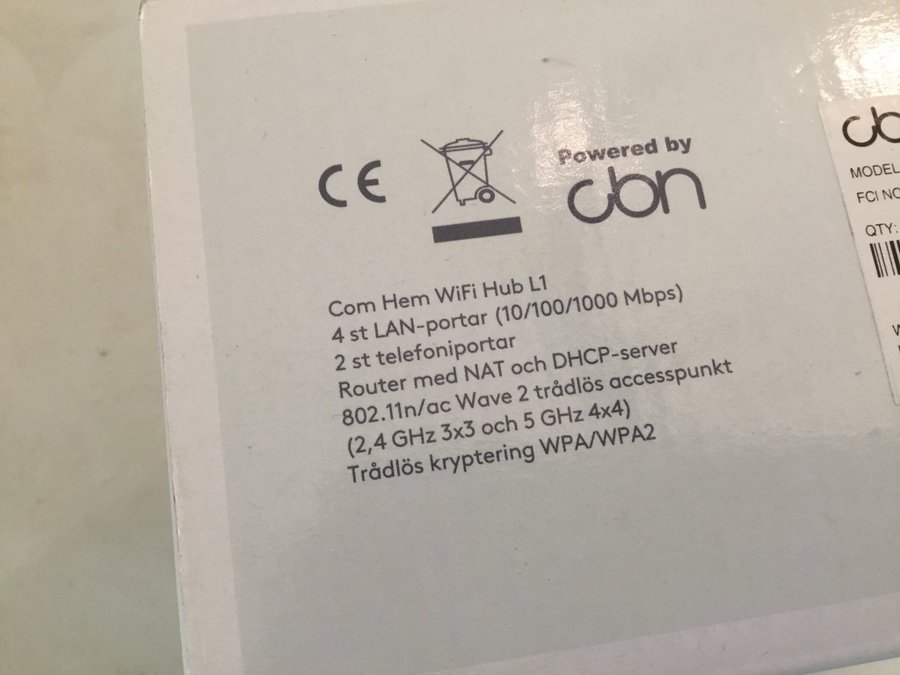 CE
Powered by
cbn
Com Hem WiFi Hub L1
4 st LAN-portar (10/100/1000 Mbps)
2 st telefoniportar
Router med NAT och DHCP-server
802.11n/ac Wave 2 trådlös accesspunkt
(2,4 GHz 3x3 och 5 GHz 4x4)
Trådlös kryptering WPA/WPA2
MODEL
QTY: